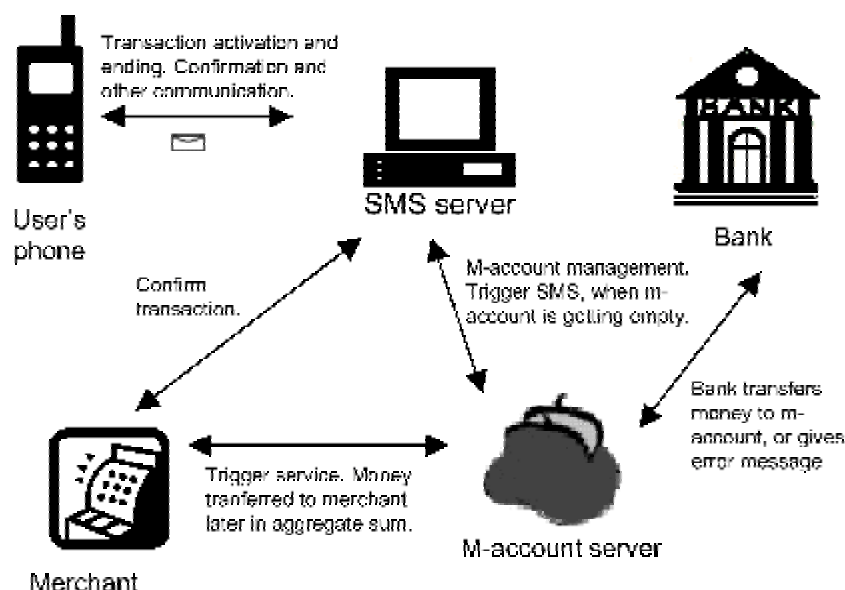 Transaction activation and
ending. Confirmation and
other communication.
BANK
SMS server
User's
phone
Bank
M-account management.
Trigger SMS, when m-
account is getting empty.
Confirm
transaction.
Bank transfers
money to m-
account, or gives
error message
Trigger service. Money
tranferred to merchant
later in aggregate sum.
M-account server
Merchant